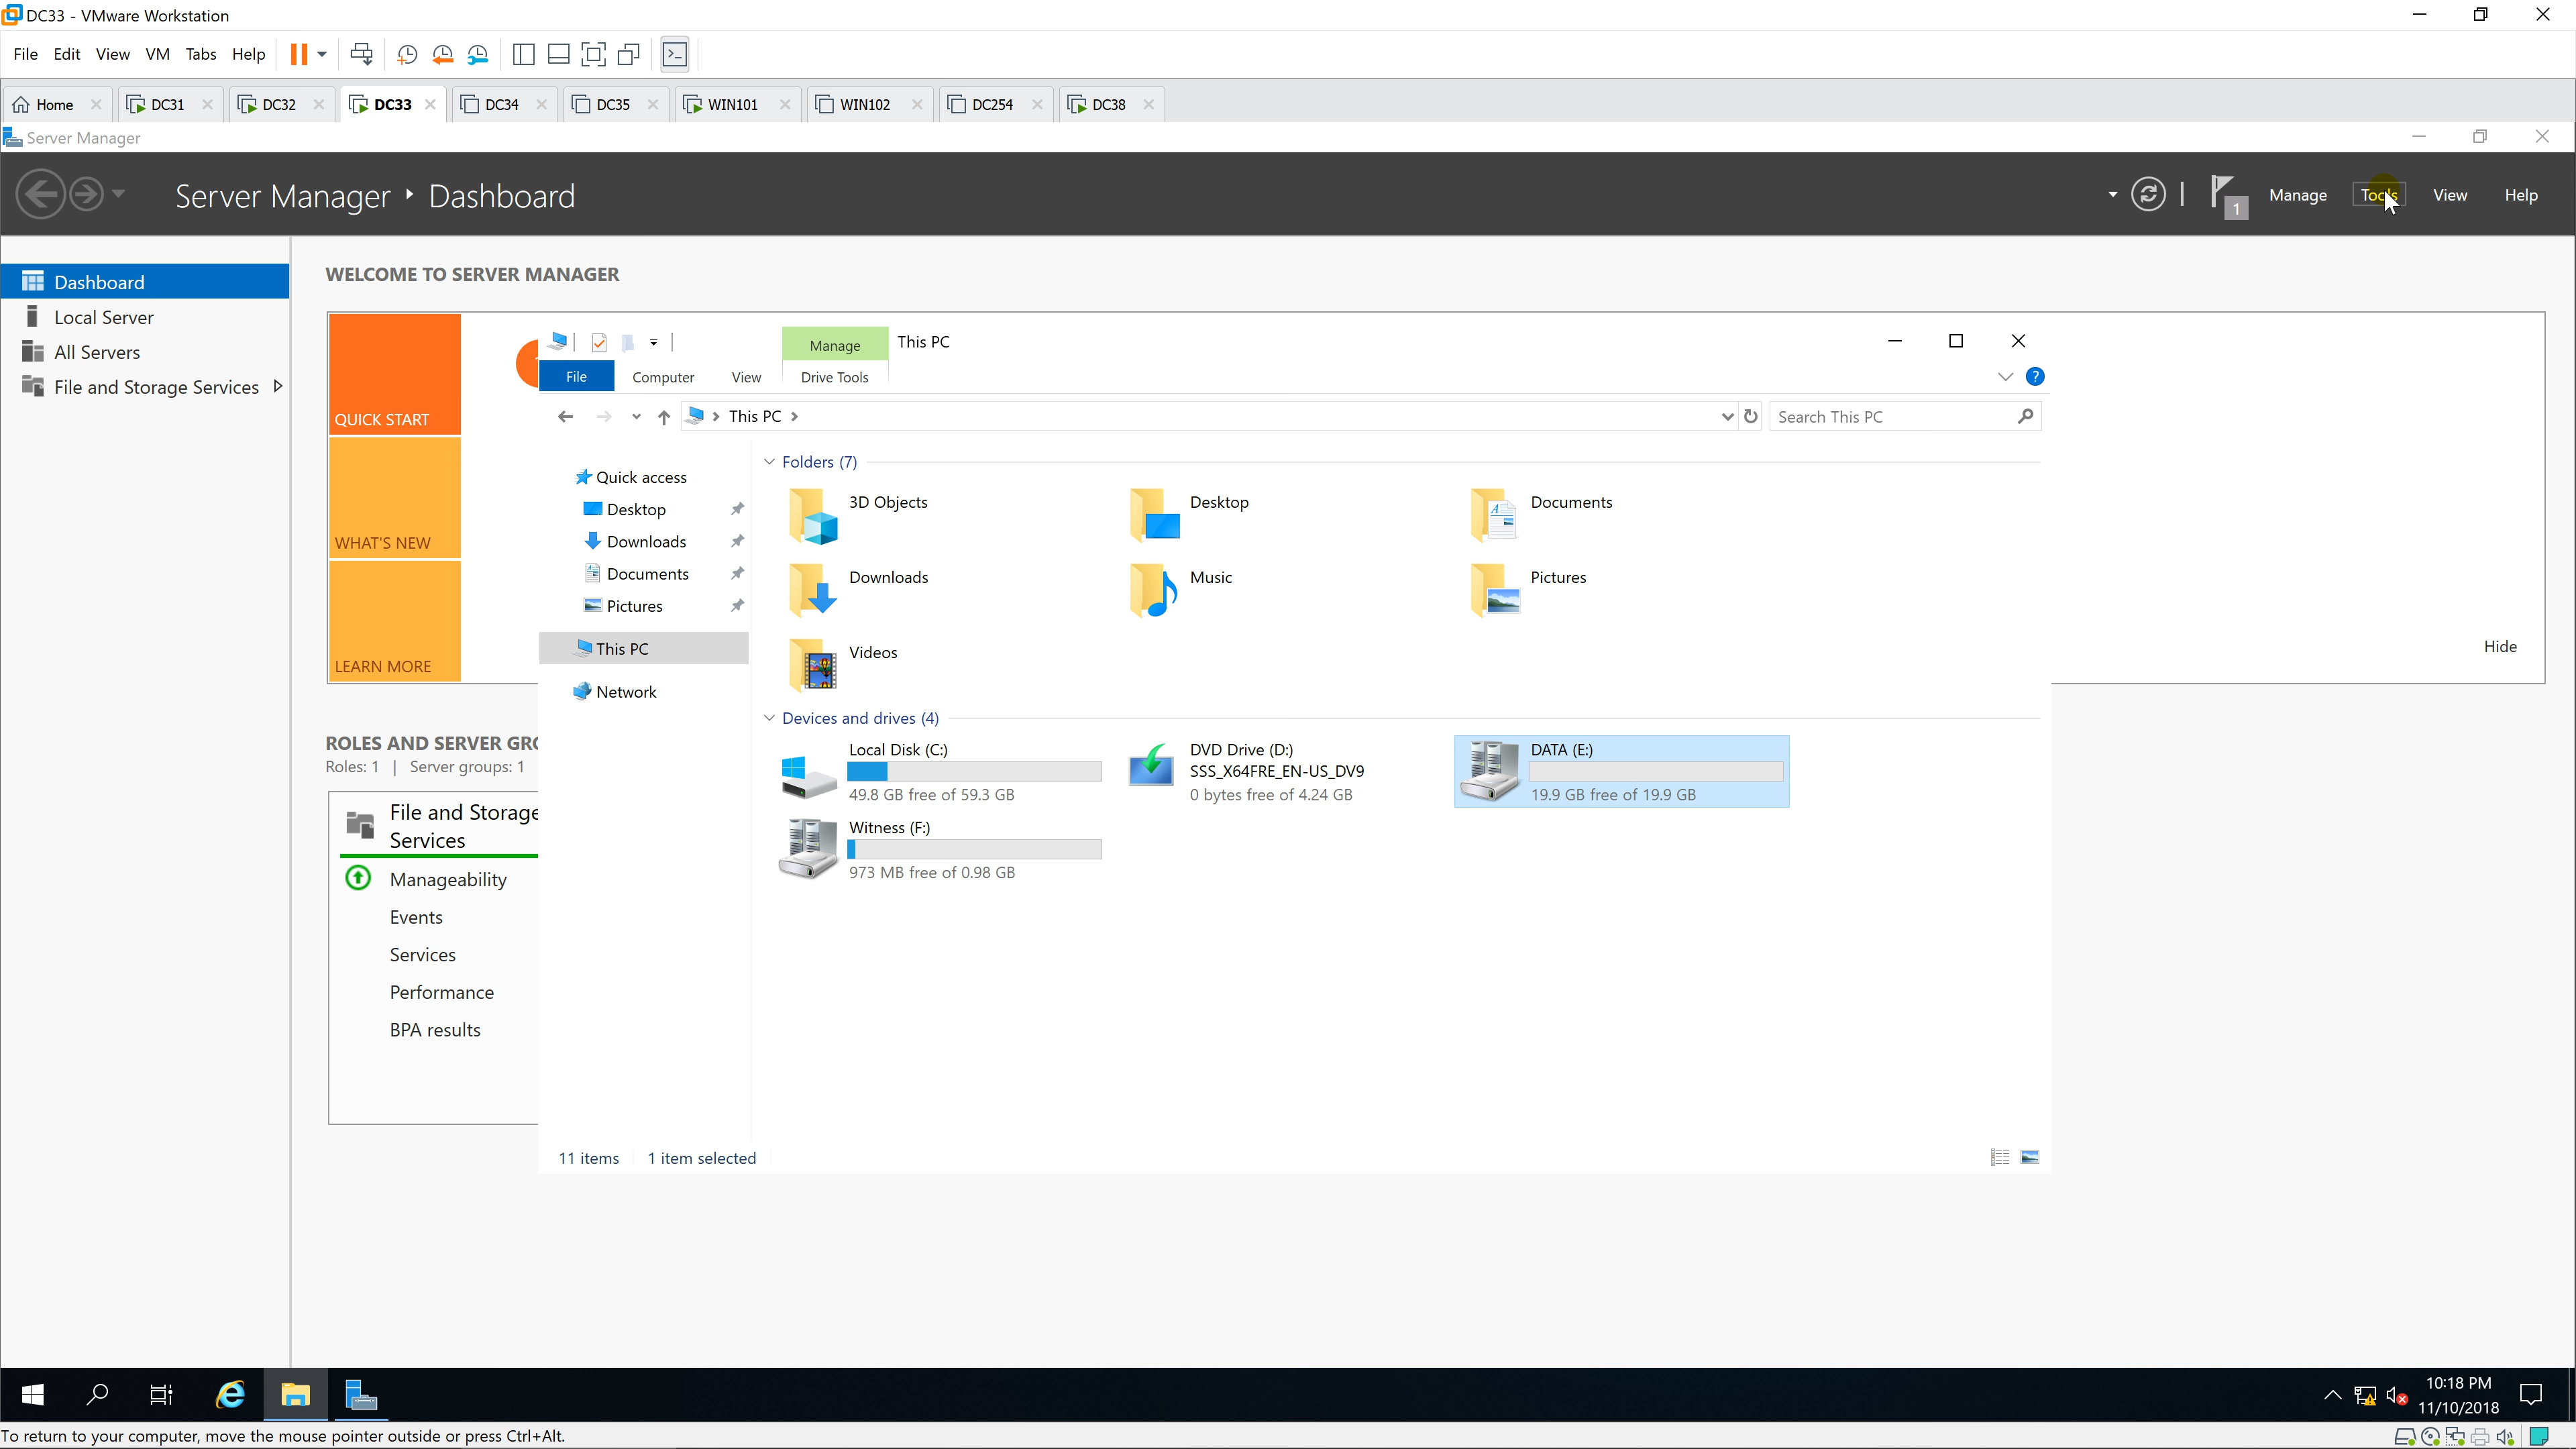 DC33 - VMware Workstation
File Edit View VM Tabs Help
Home DC31 DC32 DC33 DC34 DC35 WIN101 WIN102 DC254 DC38
Server Manager
Server Manager Dashboard
1 Manage Tools View Help
Dashboard
Local Server
All Servers
File and Storage Services
WELCOME TO SERVER MANAGER
QUICK START
WHAT'S NEW
LEARN MORE
Hide
Manage This PC
File Computer View Drive Tools
This PC
Search This PC
Quick access
Desktop
Downloads
Documents
Pictures
This PC
Network
Folders (7)
3D Objects Desktop Documents
Downloads Music Pictures
Videos
Devices and drives (4)
Local Disk (C:)
49.8 GB free of 59.3 GB
DVD Drive (D:)
SSS_X64FRE_EN-US_DV9
0 bytes free of 4.24 GB
DATA (E:)
19.9 GB free of 19.9 GB
Witness (F:)
973 MB free of 0.98 GB
11 items 1 item selected
ROLES AND SERVER GRO
Roles: 1 | Server groups: 1
File and Storage
Services
Manageability
Events
Services
Performance
BPA results
10:18 PM
11/10/2018
To return to your computer, move the mouse pointer outside or press Ctrl+Alt.